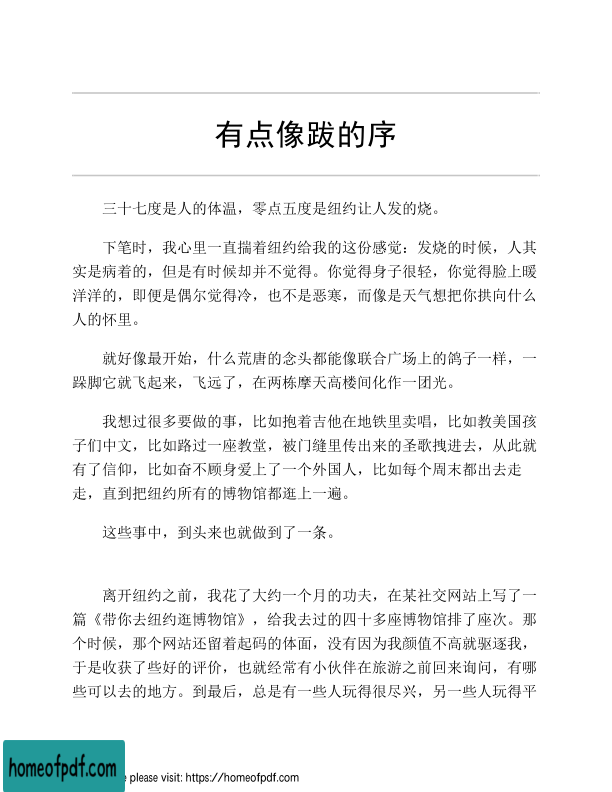 有点像跋的序
三十七度是人的体温，零点五度是纽约让人发的烧。
下笔时，我心里一直揣着纽约给我的这份感觉：发烧的时候，人其
实是病着的，但是有时候却并不觉得。你觉得身子很轻，你觉得脸上暖
洋洋的，即便是偶尔觉得冷，也不是恶寒，而像是天气想把你拱向什么
人的怀里。
就好像最开始，什么荒唐的念头都能像联合广场上的鸽子一样，一
跺脚它就飞起来，飞远了，在两栋摩天高楼间化作一团光。
我想过很多要做的事，比如抱着吉他在地铁里卖唱，比如教美国孩
子们中文，比如路过一座教堂，被门缝里传出来的圣歌拽进去，从此就
有了信仰，比如奋不顾身爱上了一个外国人，比如每个周末都出去走
走，直到把纽约所有的博物馆都逛上一遍。
这些事中，到头来也就做到了一条。
离开纽约之前，我花了大约一个月的功夫，在某社交网站上写了一
篇《带你去纽约逛博物馆》，给我去过的四十多座博物馆排了座次。那
个时候，那个网站还留着起码的体面，没有因为我颜值不高就驱逐我，
于是收获了些好的评价，也就经常有小伙伴在旅游之前回来询问，有哪
些可以去的地方。到最后，总是有一些人玩得很尽兴，另一些人玩得平
homeofpdf.com
e please visit: https://homeofpdf.com